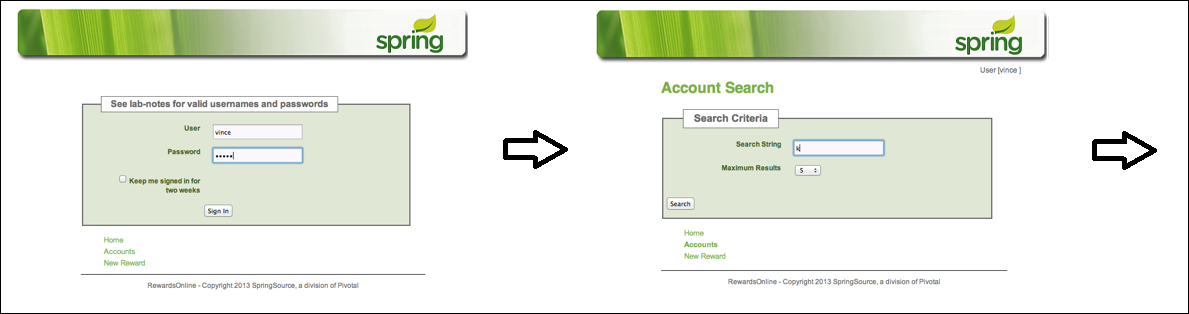 spring
See lab-notes for valid usernames and passwords
User
vince
Password
•••••
Keep me signed in for
two weeks
Sign In
Home
Accounts
New Reward
RewardsOnline - Copyright 2013 SpringSource, a division of Pivotal
spring
User [vince ]
Account Search
Search Criteria
Search String
k
Maximum Results
5
Search
Home
Accounts
New Reward
RewardsOnline - Copyright 2013 SpringSource, a division of Pivotal